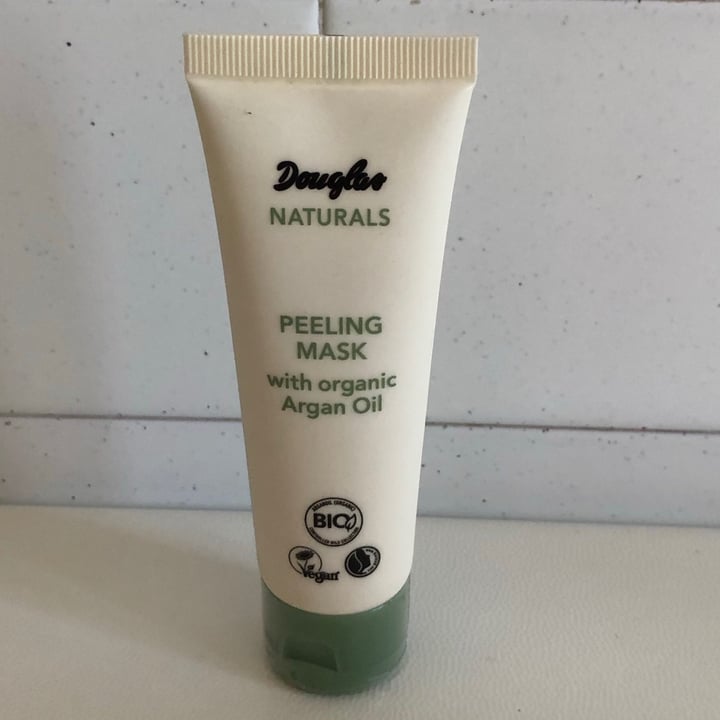 Douglas
NATURALS
PEELING
MASK
with organic
Argan Oil
BIO
Vegan